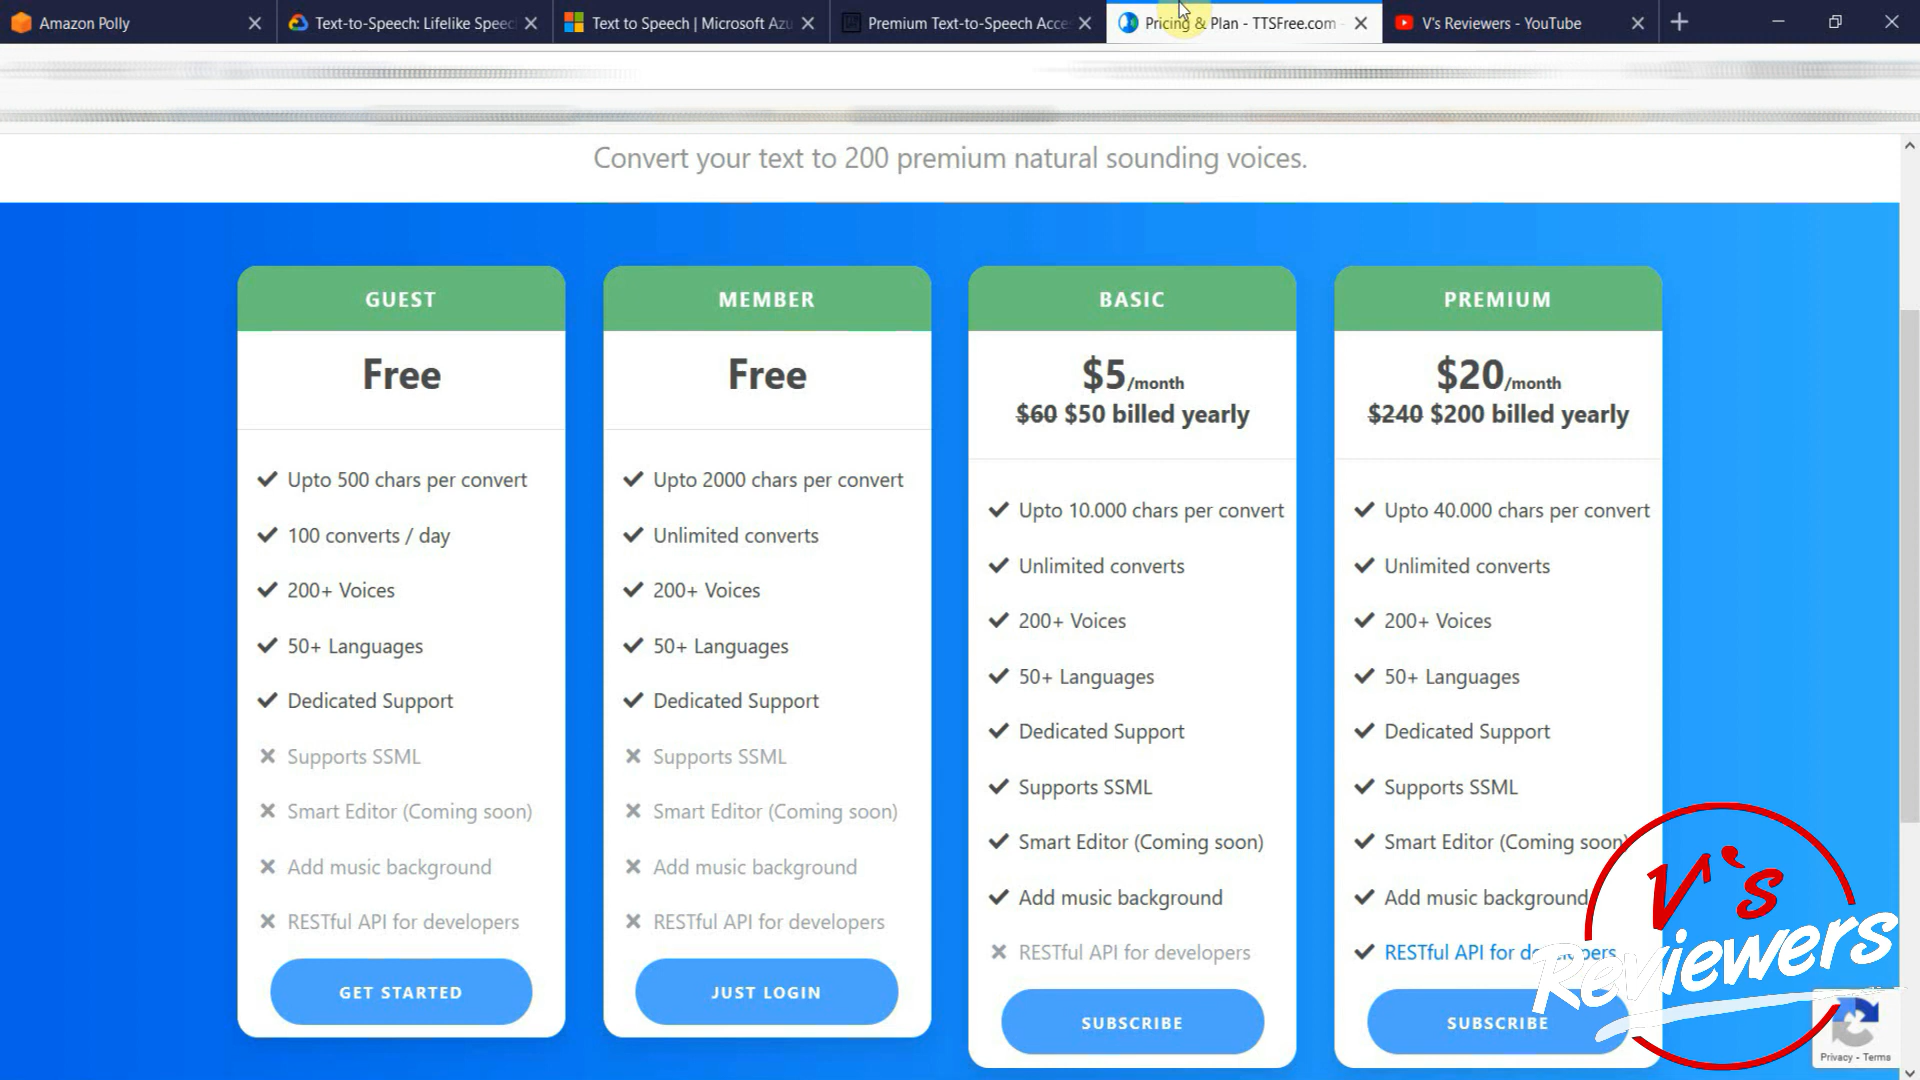 Amazon Polly
Text-to-Speech: Lifelike Speec
Text to Speech | Microsoft Azu
Premium Text-to-Speech Acce
Pricing & Plan - TTSFree.com -
V's Reviewers - YouTube
Convert your text to 200 premium natural sounding voices.
GUEST
Free
Upto 500 chars per convert
100 converts / day
200+ Voices
50+ Languages
Dedicated Support
Supports SSML
Smart Editor (Coming soon)
Add music background
RESTful API for developers
GET STARTED
MEMBER
Free
Upto 2000 chars per convert
Unlimited converts
200+ Voices
50+ Languages
Dedicated Support
Supports SSML
Smart Editor (Coming soon)
Add music background
RESTful API for developers
JUST LOGIN
BASIC
$5/month
$60 $50 billed yearly
Upto 10.000 chars per convert
Unlimited converts
200+ Voices
50+ Languages
Dedicated Support
Supports SSML
Smart Editor (Coming soon)
Add music background
RESTful API for developers
SUBSCRIBE
PREMIUM
$20/month
$240 $200 billed yearly
Upto 40.000 chars per convert
Unlimited converts
200+ Voices
50+ Languages
Dedicated Support
Supports SSML
Smart Editor (Coming soon)
Add music background
RESTful API for developers
SUBSCRIBE
V's
Reviewers
Privacy - Terms